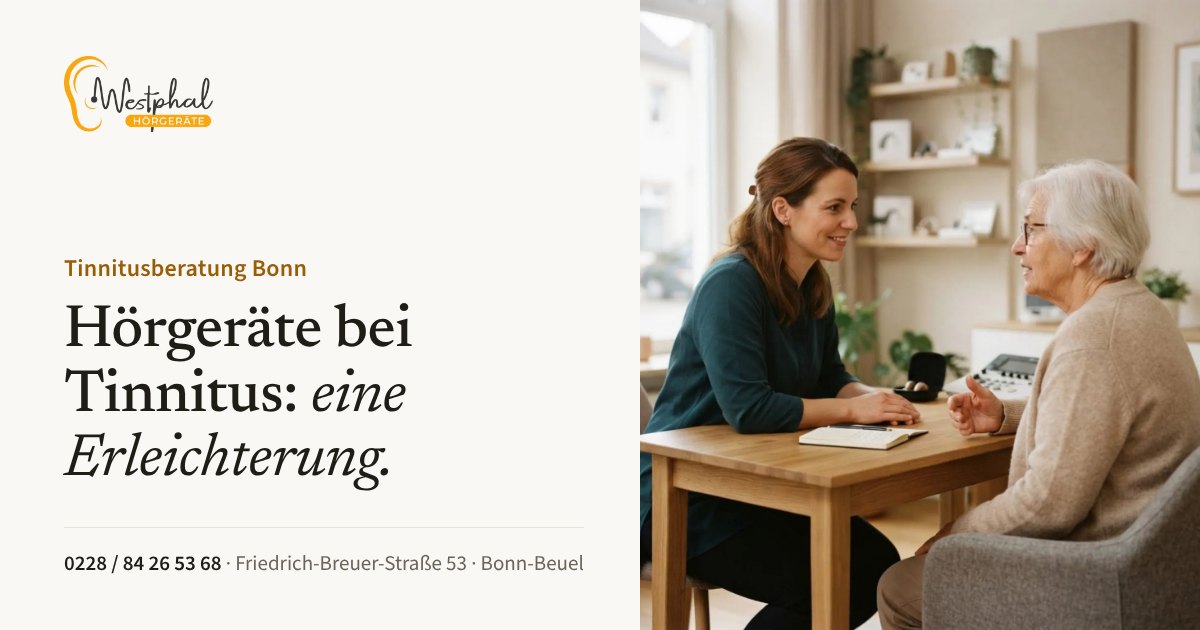 Westphal
HÖRGERÄTE
Tinnitusberatung Bonn
Hörgeräte bei
Tinnitus: eine
Erleichterung.
0228 / 84 26 53 68 · Friedrich-Breuer-Straße 53 · Bonn-Beuel